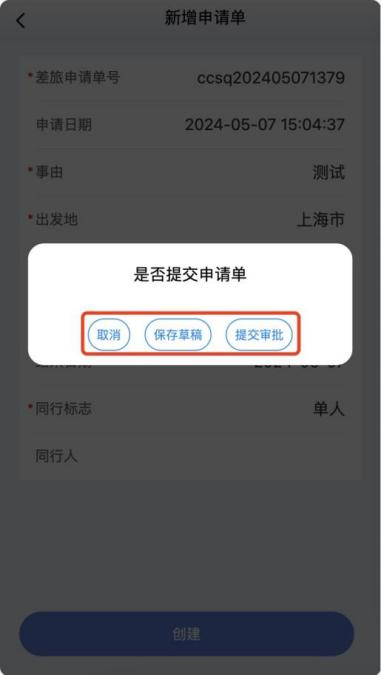 新增申请单
*差旅申请单号 ccsq202405071379
申请日期 2024-05-07 15:04:37
*事由 测试
*出发地 上海市
是否提交申请单
取消 保存草稿 提交审批
*同行标志 单人
同行人
创建